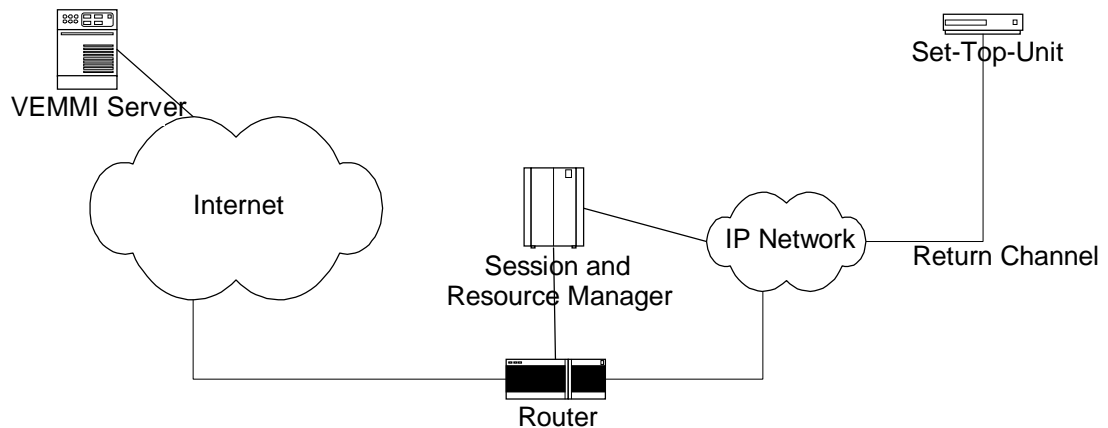 Set-Top-Unit
VEMMI Server
Internet
IP Network
Return Channel
Session and
Resource Manager
Router